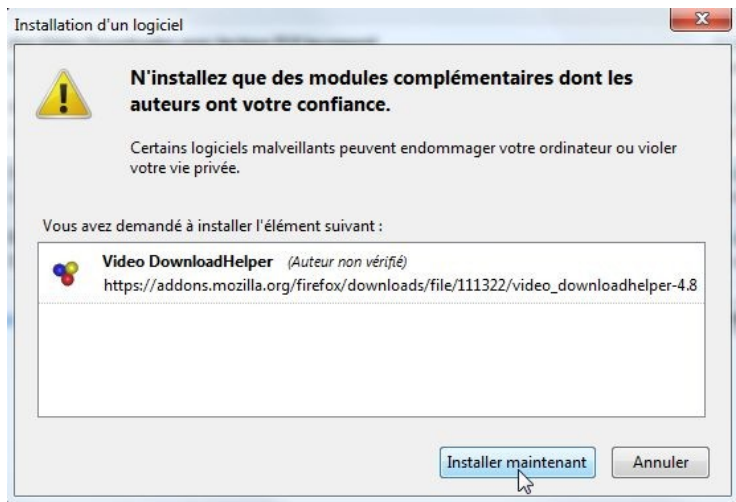 Installation d'un logiciel
N'installez que des modules complémentaires dont les
auteurs ont votre confiance.
Certains logiciels malveillants peuvent endommager votre ordinateur ou violer
votre vie privée.
Vous avez demandé à installer l'élément suivant :
Video DownloadHelper (Auteur non vérifié)
https://addons.mozilla.org/firefox/downloads/file/111322/video_downloadhelper-4.8
Installer maintenant Annuler